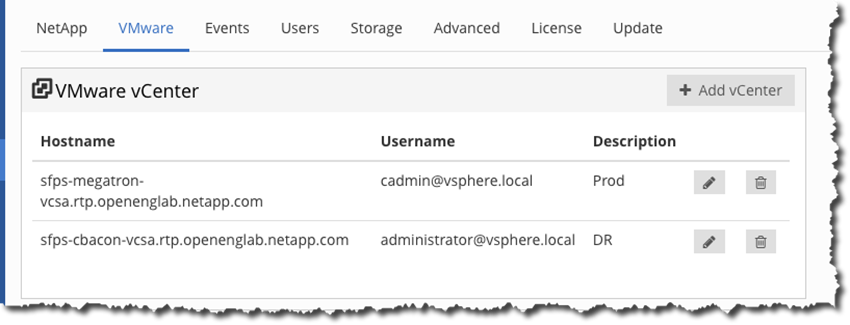 NetApp VMware Events Users Storage Advanced License Update
VMware vCenter + Add vCenter
Hostname Username Description
sfps-megatron- cadmin@vsphere.local Prod
vcsa.rtp.openenglab.netapp.com
sfps-cbacon-vcsa.rtp.openenglab.netapp.com administrator@vsphere.local DR